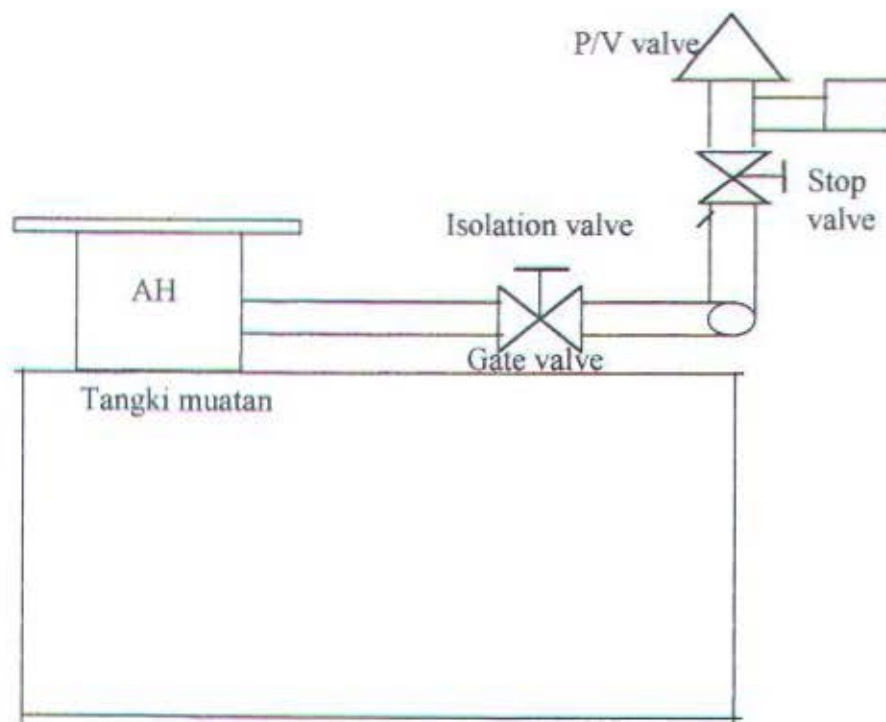 P/V valve
Stop
valve
Isolation valve
AH
Gate valve
Tangki muatan